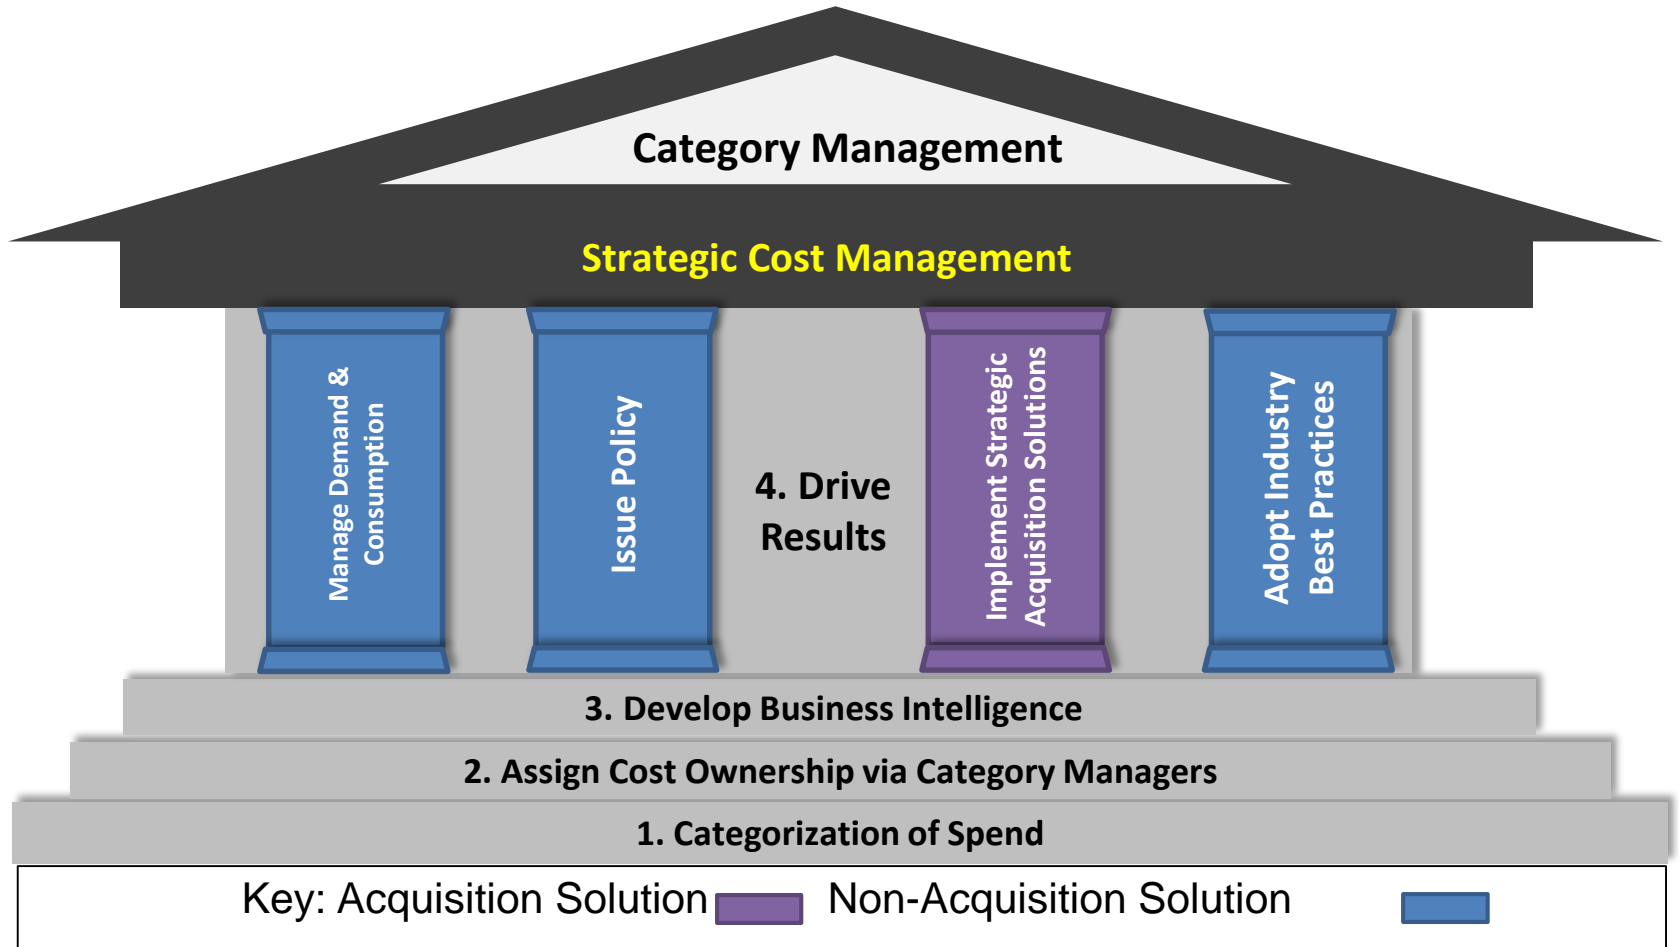 Category Management
Strategic Cost Management
Manage Demand &
Consumption
Issue Policy
4. Drive
Results
Implement Strategic
Acquisition Solutions
Adopt Industry
Best Practices
3. Develop Business Intelligence
2. Assign Cost Ownership via Category Managers
1. Categorization of Spend
Key: Acquisition Solution Non-Acquisition Solution